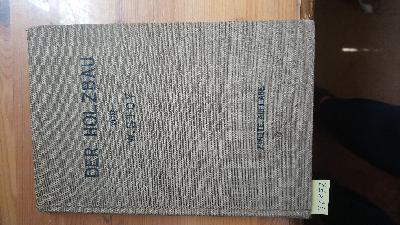 DER HOLZBAU
VON
W. STOY
ZWEITE AUFLAGE